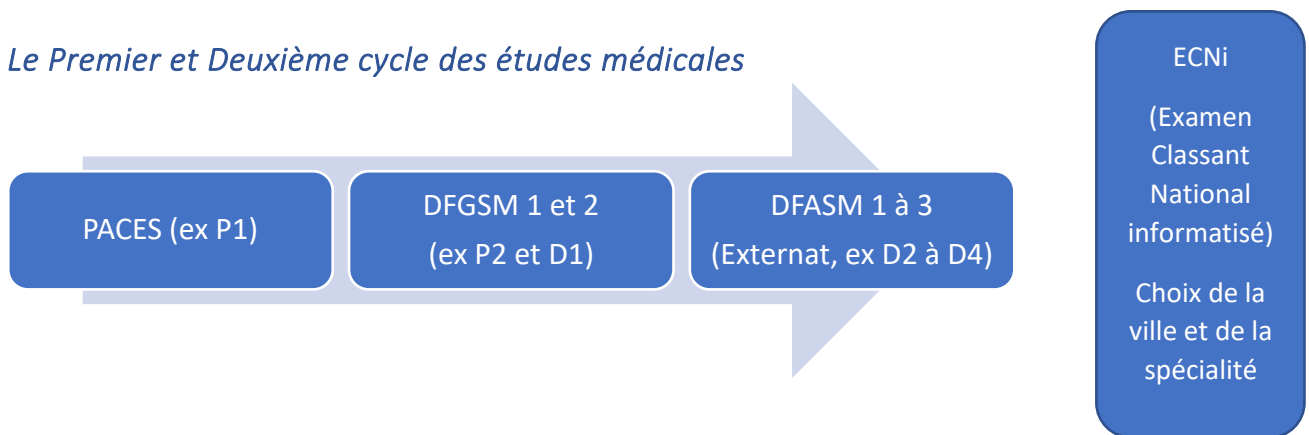 Le Premier et Deuxième cycle des études médicales
PACES (ex P1)
DFGSM 1 et 2
(ex P2 et D1)
DFASM 1 à 3
(Externat, ex D2 à D4)
ECNi
(Examen
Classant
National
informatisé)
Choix de la
ville et de la
spécialité